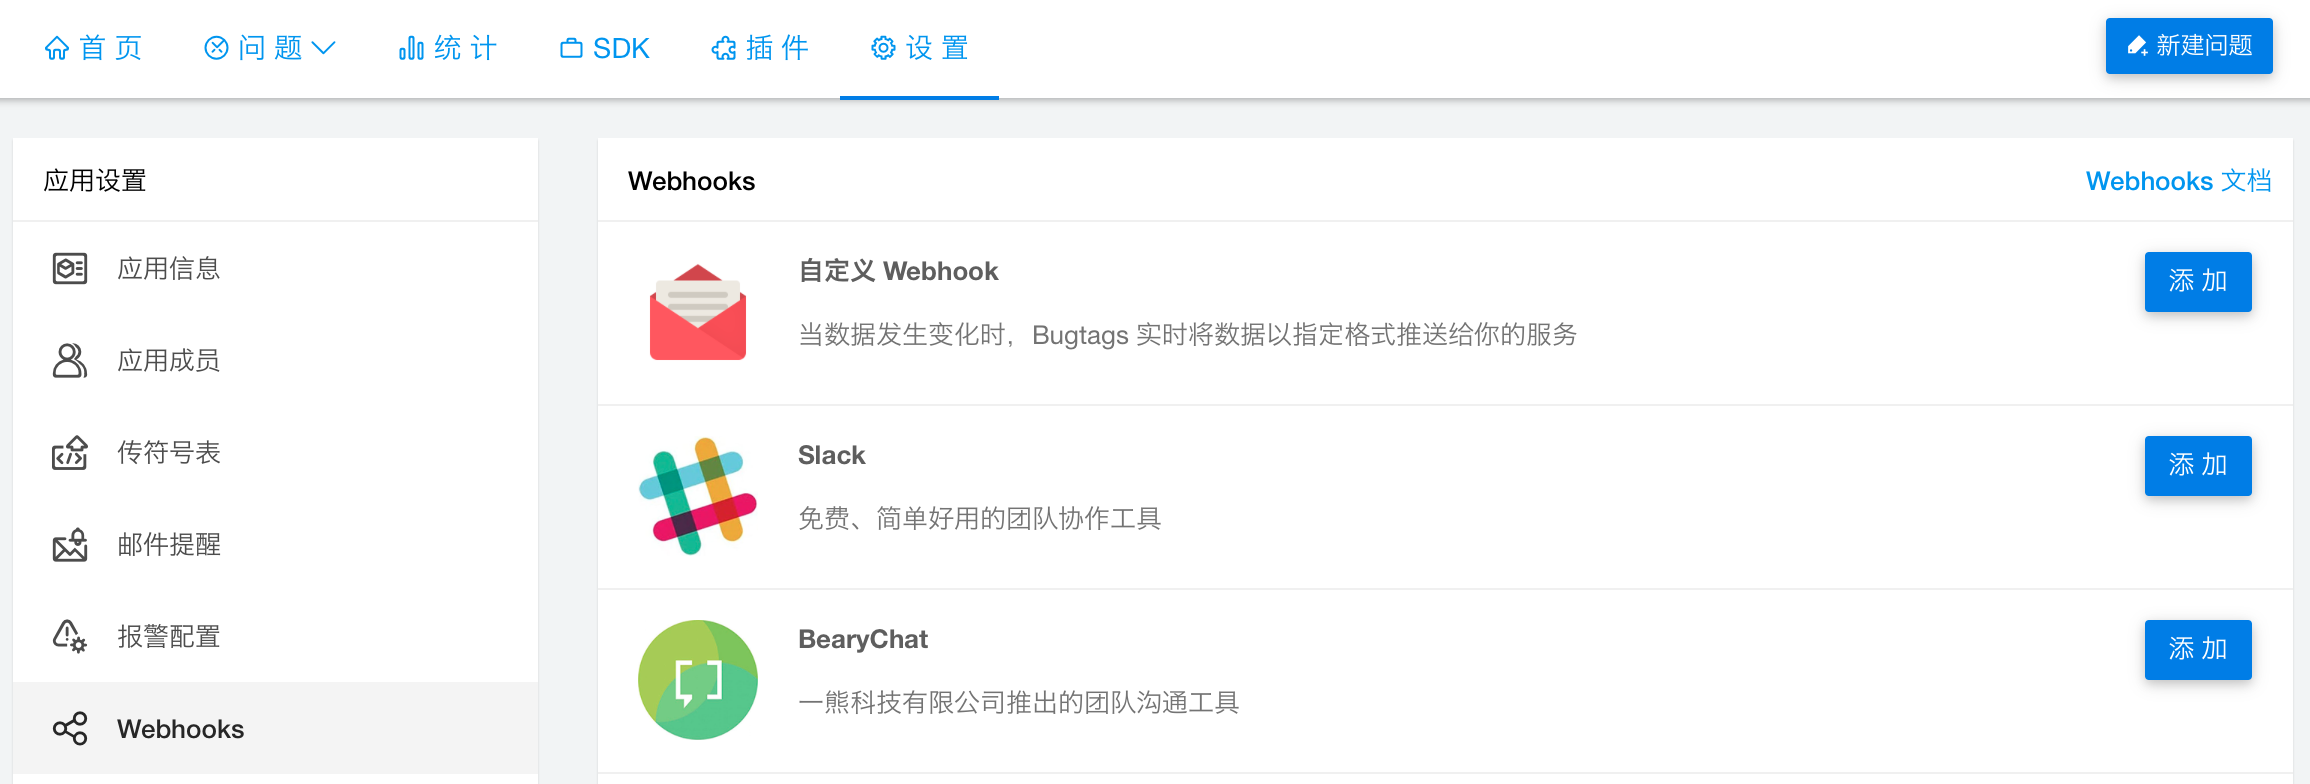 首 页 问 题 统 计 SDK 插 件 设 置 新建问题
应用设置
应用信息
应用成员
传符号表
邮件提醒
报警配置
Webhooks
Webhooks Webhooks 文档
自定义 Webhook
当数据发生变化时，Bugtags 实时将数据以指定格式推送给你的服务
添 加
Slack
免费、简单好用的团队协作工具
添 加
BearyChat
一熊科技有限公司推出的团队沟通工具
添 加